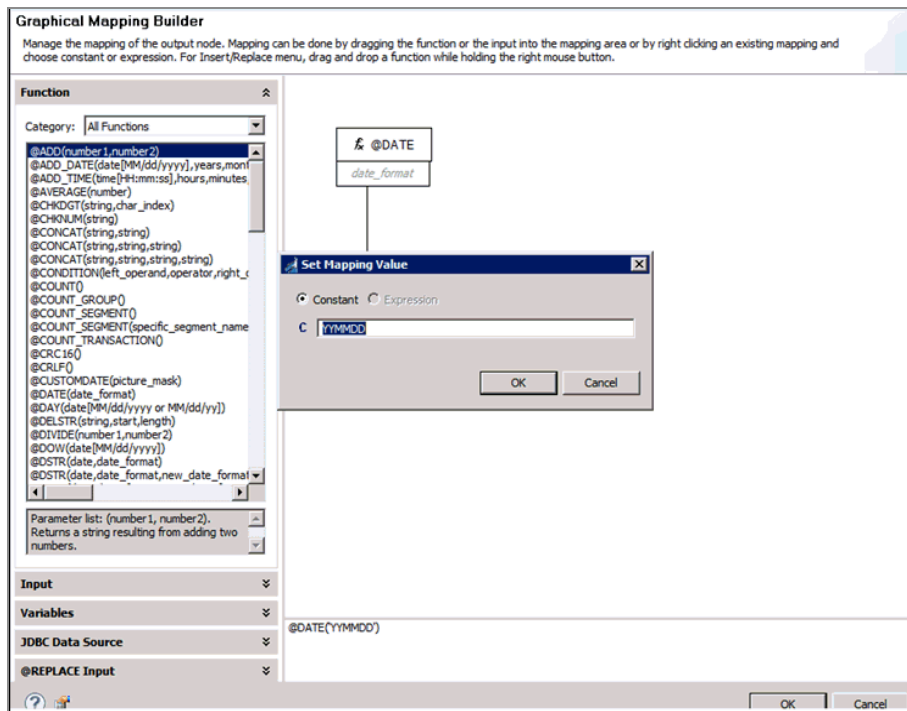 Graphical Mapping Builder
Manage the mapping of the output node. Mapping can be done by dragging the function or the input into the mapping area or by right clicking an existing mapping and
choose constant or expression. For Insert/Replace menu, drag and drop a function while holding the right mouse button.
Function
Category: All Functions
@ADD(number1,number2)
@ADD_DATE(date[MM/dd/yyyy],years,mont
@ADD_TIME(time[HH:mm:ss],hours,minutes,
@AVERAGE(number)
@CHKDGT(string,char_index)
@CHKNUM(string)
@CONCAT(string,string)
@CONCAT(string,string,string)
@CONCAT(string,string,string,string)
@CONDITION(left_operand,operator,right_c
@COUNT()
@COUNT_GROUP()
@COUNT_SEGMENT()
@COUNT_SEGMENT(specific_segment_name
@COUNT_TRANSACTION()
@CRC16()
@CRLF()
@CUSTOMDATE(picture_mask)
@DATE(date_format)
@DAY(date[MM/dd/yyyy or MM/dd/yy])
@DELSTR(string,start,length)
@DIVIDE(number1,number2)
@DOW(date[MM/dd/yyyy])
@DSTR(date,date_format)
@DSTR(date,date_format,new_date_format
Parameter list: (number1, number2).
Returns a string resulting from adding two
numbers.
Input
Variables
JDBC Data Source
@REPLACE Input
fx @DATE
date_format
Set Mapping Value
Constant Expression
C YYMMDD
OK Cancel
@DATE('YYMMDD')
OK Cancel